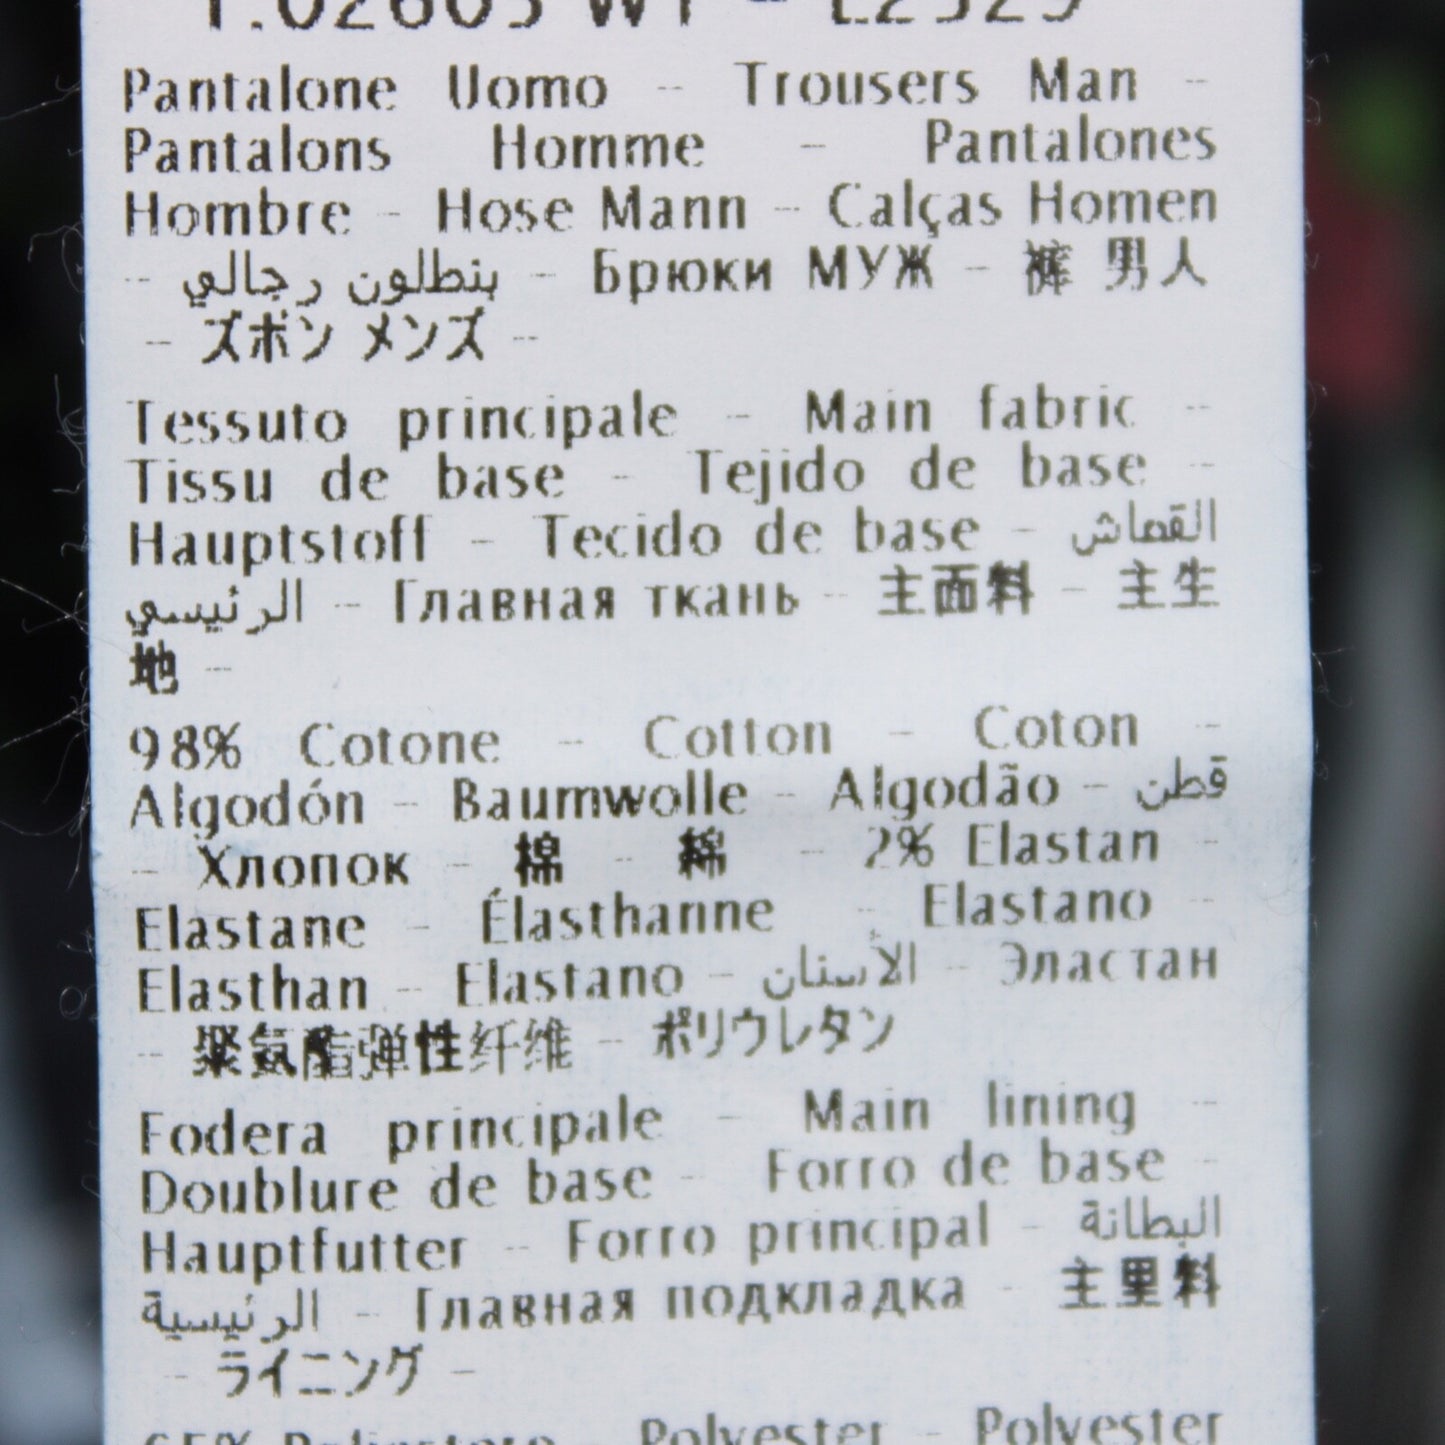 Pantalone Uomo - Trousers Man -
Pantalons Homme - Pantalones
Hombre - Hose Mann - Calças Homen
- بنطلون رجالي - Брюки МУЖ - 裤 男人
- ズボン メンズ -
Tessuto principale - Main fabric -
Tissu de base - Tejido de base -
Hauptstoff - Tecido de base - القماش
الرئيسي - Главная ткань - 主面料 - 主生
地 -
98% Cotone - Cotton - Coton -
Algodón - Baumwolle - Algodão - قطن
- Хлопок - 棉 - 綿 - 2% Elastan -
Elastane - Élasthanne - Elastano -
Elasthan - Elastano - الأستان - Эластан
- 聚氨酯弹性纤维 - ポリウレタン
Fodera principale - Main lining -
Doublure de base - Forro de base -
Hauptfutter - Forro principal - البطانة
الرئيسية - Главная подкладка - 主里料
- ライニング -
65% Poliestere - Polyester - Polyester